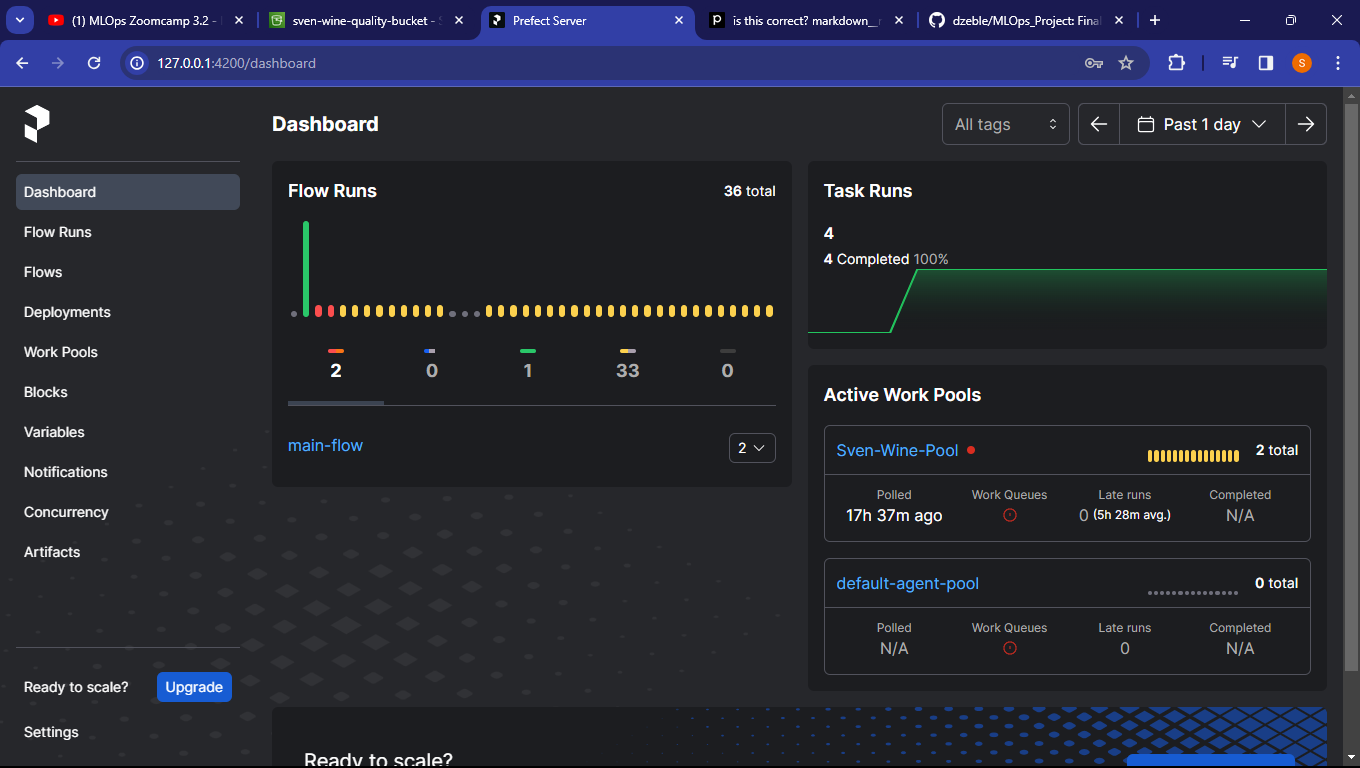 (1) MLOps Zoomcamp 3.2 -
sven-wine-quality-bucket -
Prefect Server
is this correct? markdown__
dzeble/MLOps_Project: Final
127.0.0.1:4200/dashboard
S
Dashboard
All tags
Past 1 day
Dashboard
Flow Runs
Flows
Deployments
Work Pools
Blocks
Variables
Notifications
Concurrency
Artifacts
Ready to scale?
Upgrade
Settings
Flow Runs
36 total
2
0
1
33
0
main-flow
2
Task Runs
4
4 Completed 100%
Active Work Pools
Sven-Wine-Pool
2 total
Polled
Work Queues
Late runs
Completed
17h 37m ago
0 (5h 28m avg.)
N/A
default-agent-pool
0 total
Polled
Work Queues
Late runs
Completed
N/A
0
N/A
Ready to scale?